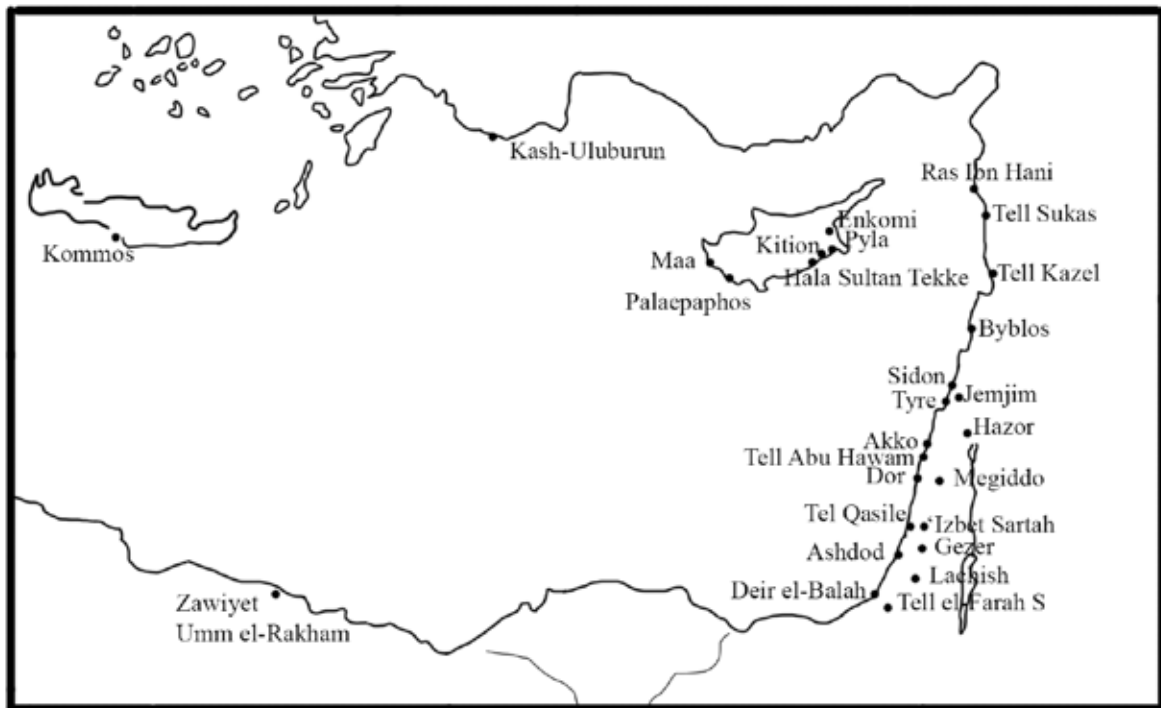 Kash-Uluburun
Ras Ibn Hani
Tell Sukas
Enkomi
Kommos
Kition
Pyla
Maa
Hala Sultan Tekke
Tell Kazel
Palaepaphos
Byblos
Sidon
Jemjim
Tyre
Hazor
Akko
Tell Abu Hawam
Dor
Megiddo
Tel Qasile
‘Izbet Sartah
Ashdod
Gezer
Lachish
Deir el-Balah
Zawiyet
Umm el-Rakham
Tell el-Farah S